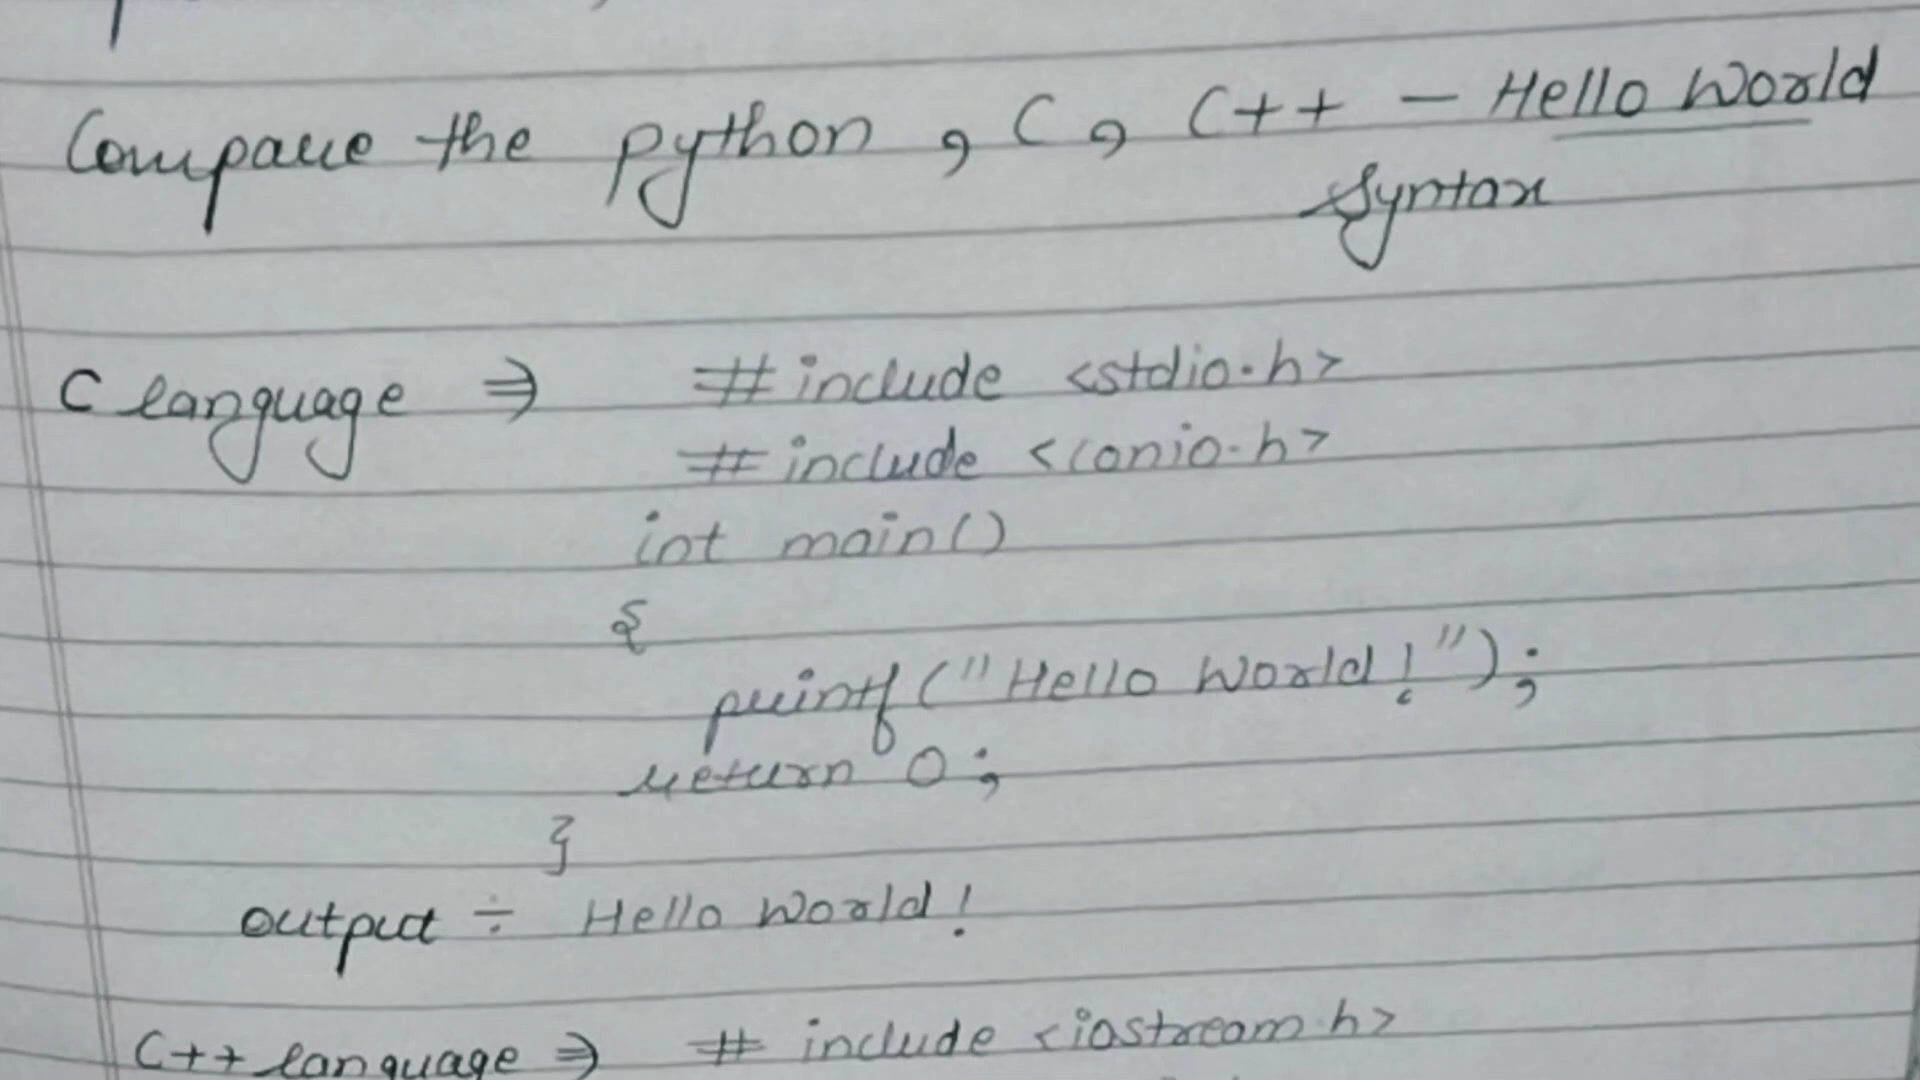 Compare the python , C , C++ - Hello World
Syntax
C language ⇒ # include <stdio.h>
# include <conio.h>
int main()
{
printf ("Hello World!");
return 0 ;
}
output ÷ Hello World!
C++ language ⇒ # include <iostream.h>